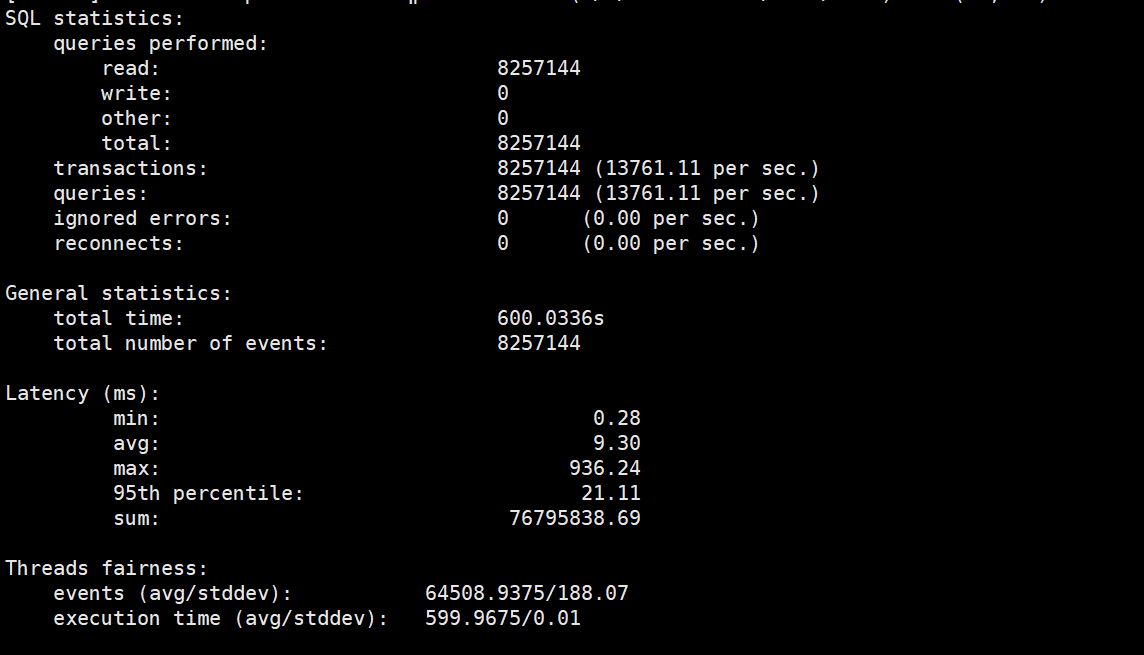 SQL statistics:
    queries performed:
        read:                            8257144
        write:                           0
        other:                           0
        total:                           8257144
    transactions:                        8257144 (13761.11 per sec.)
    queries:                             8257144 (13761.11 per sec.)
    ignored errors:                      0      (0.00 per sec.)
    reconnects:                          0      (0.00 per sec.)

General statistics:
    total time:                          600.0336s
    total number of events:              8257144

Latency (ms):
         min:                                    0.28
         avg:                                    9.30
         max:                                  936.24
         95th percentile:                       21.11
         sum:                             76795838.69

Threads fairness:
    events (avg/stddev):           64508.9375/188.07
    execution time (avg/stddev):   599.9675/0.01